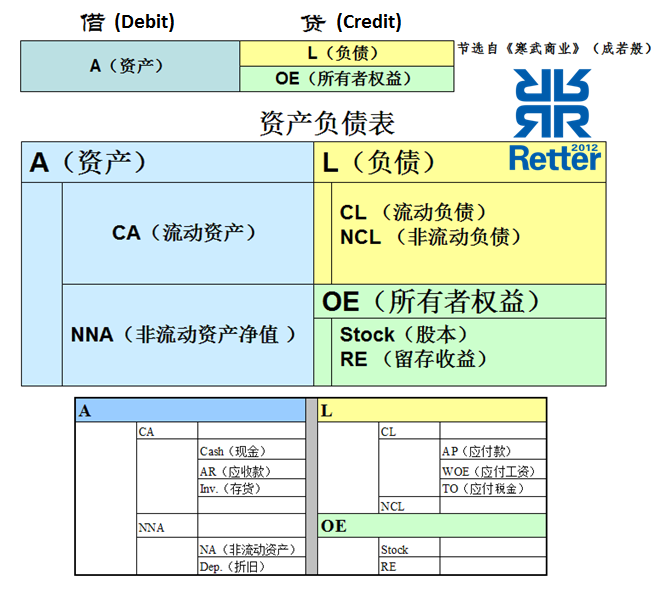 借 (Debit) 贷 (Credit)
A（资产）
L（负债）
OE（所有者权益）
节选自《寒武商业》（成若殷）
2012
Retter
资产负债表
A（资产）
L（负债）
CA（流动资产）
CL （流动负债）
NCL （非流动负债）
NNA（非流动资产净值 ）
OE（所有者权益）
Stock（股本）
RE （留存收益）
A
L
CA
CL
Cash（现金）
AP（应付款）
AR（应收款）
WOE（应付工资）
Inv.（存货）
TO（应付税金）
NCL
NNA
OE
NA（非流动资产）
Stock
Dep.（折旧）
RE